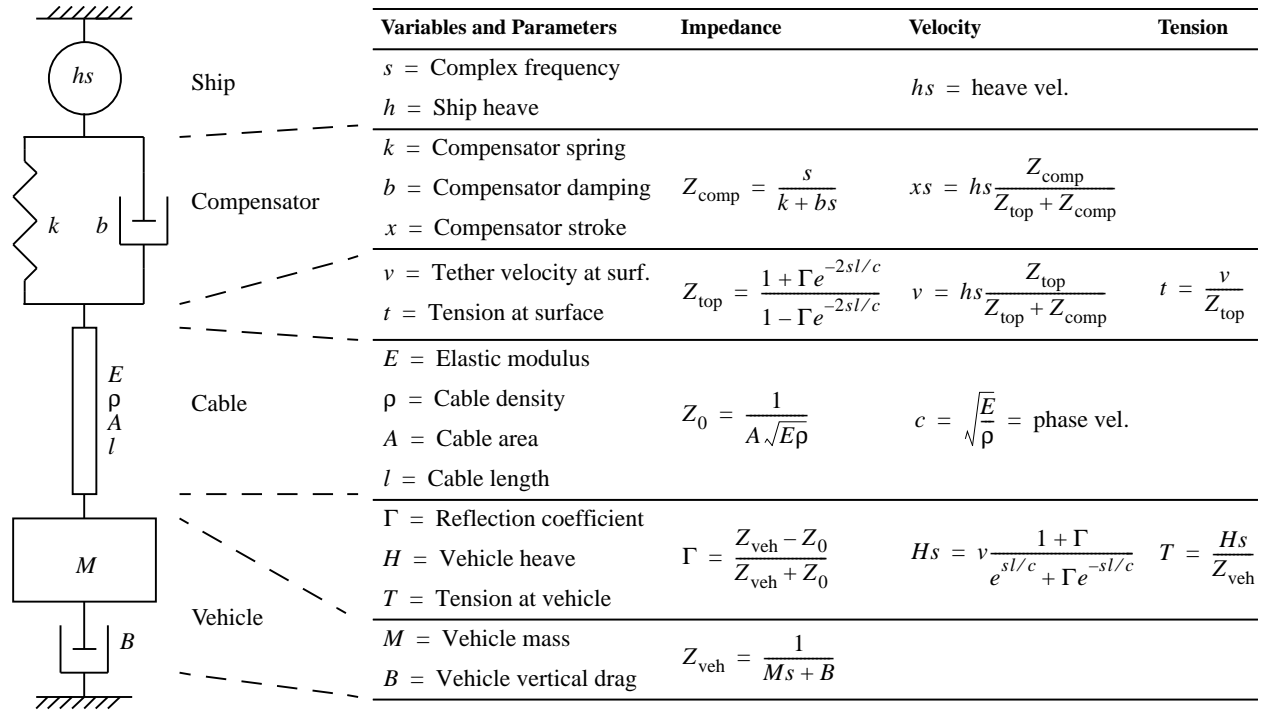 Variables and Parameters Impedance Velocity Tension
hs
Ship
s = Complex frequency
h = Ship heave
hs = heave vel.
k
b
Compensator
k = Compensator spring
b = Compensator damping
x = Compensator stroke
Z_comp = s / (k + bs)
xs = hs Z_comp / (Z_top + Z_comp)
v = Tether velocity at surf.
t = Tension at surface
Z_top = (1 + Γe^(−2sl/c)) / (1 − Γe^(−2sl/c))
v = hs Z_top / (Z_top + Z_comp)
t = v / Z_top
E
ρ
A
l
Cable
E = Elastic modulus
ρ = Cable density
A = Cable area
l = Cable length
Z_0 = 1 / (A√(Eρ))
c = √(E/ρ) = phase vel.
M
B
Vehicle
Γ = Reflection coefficient
H = Vehicle heave
T = Tension at vehicle
Γ = (Z_veh − Z_0) / (Z_veh + Z_0)
Hs = v (1 + Γ) / (e^(sl/c) + Γe^(−sl/c))
T = Hs / Z_veh
M = Vehicle mass
B = Vehicle vertical drag
Z_veh = 1 / (Ms + B)